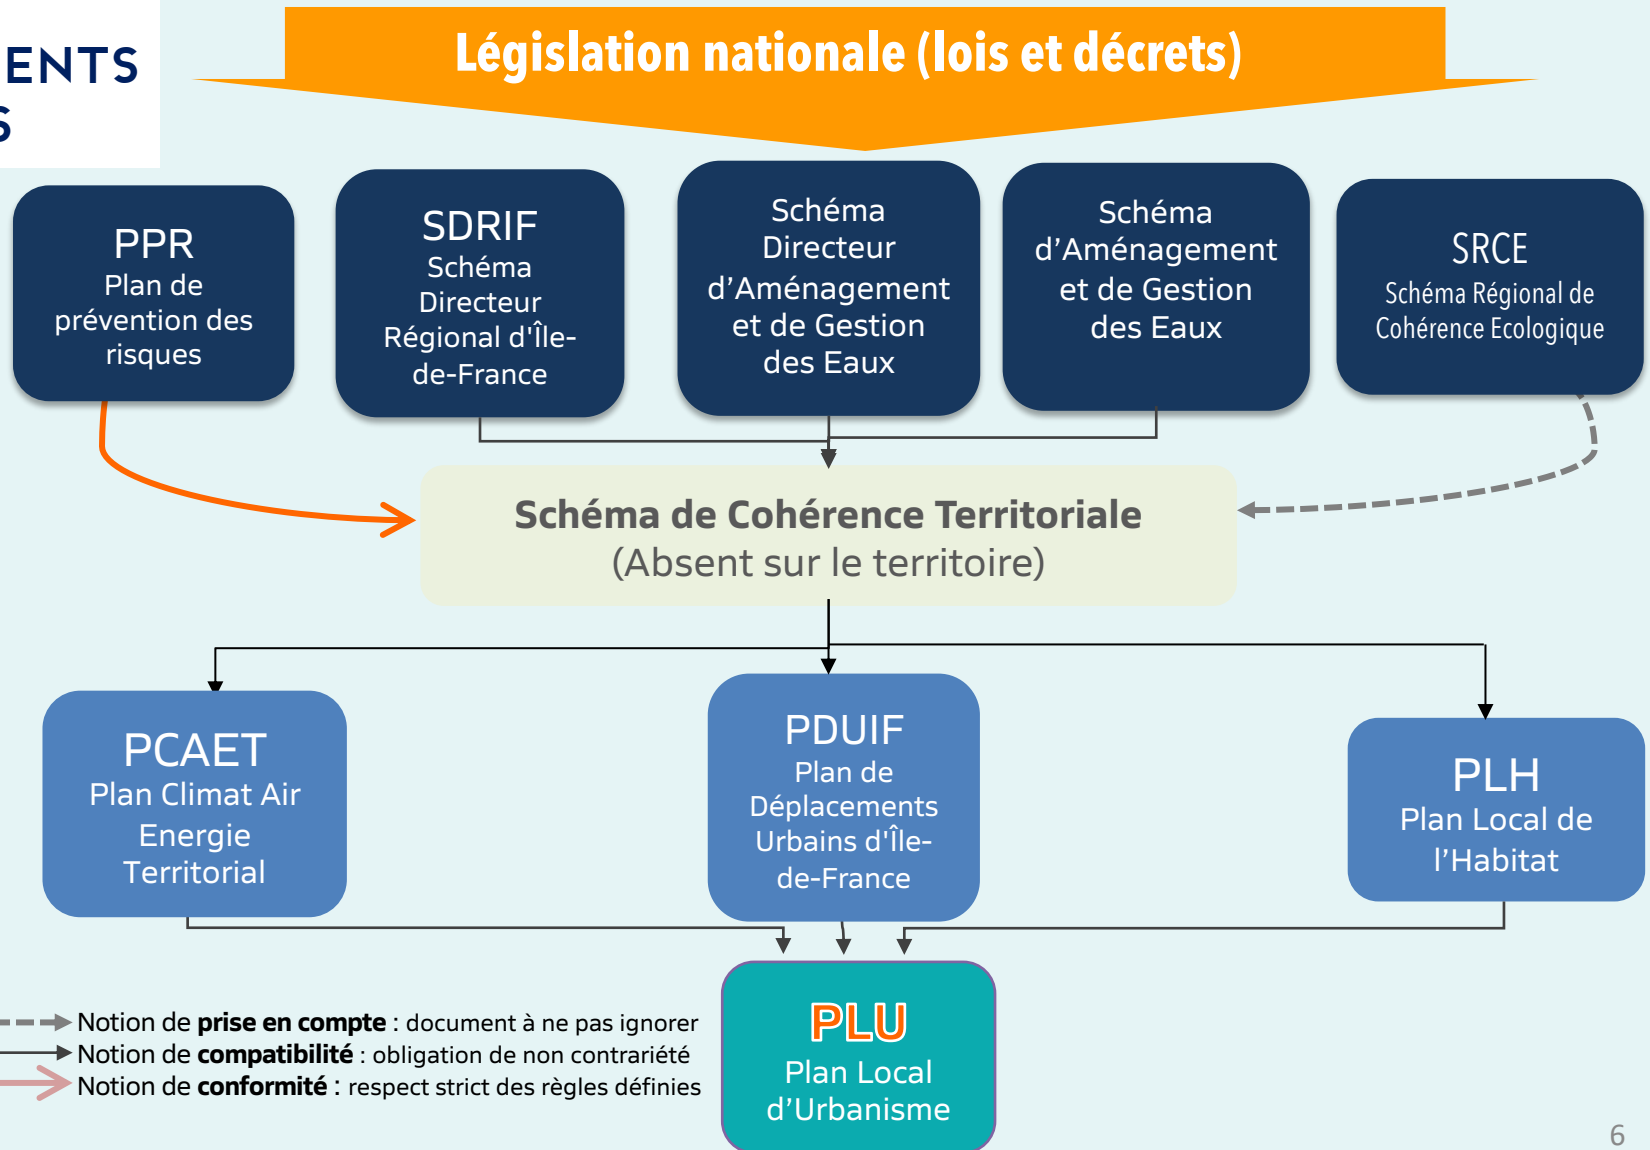 ENTS
S
Législation nationale (lois et décrets)
PPR
Plan de
prévention des
risques
SDRIF
Schéma
Directeur
Régional d'Île-
de-France
Schéma
Directeur
d’Aménagement
et de Gestion
des Eaux
Schéma
d’Aménagement
et de Gestion
des Eaux
SRCE
Schéma Régional de
Cohérence Ecologique
Schéma de Cohérence Territoriale
(Absent sur le territoire)
PCAET
Plan Climat Air
Energie
Territorial
PDUIF
Plan de
Déplacements
Urbains d'Île-
de-France
PLH
Plan Local de
l’Habitat
Notion de prise en compte : document à ne pas ignorer
Notion de compatibilité : obligation de non contrariété
Notion de conformité : respect strict des règles définies
PLU
Plan Local
d’Urbanisme
6